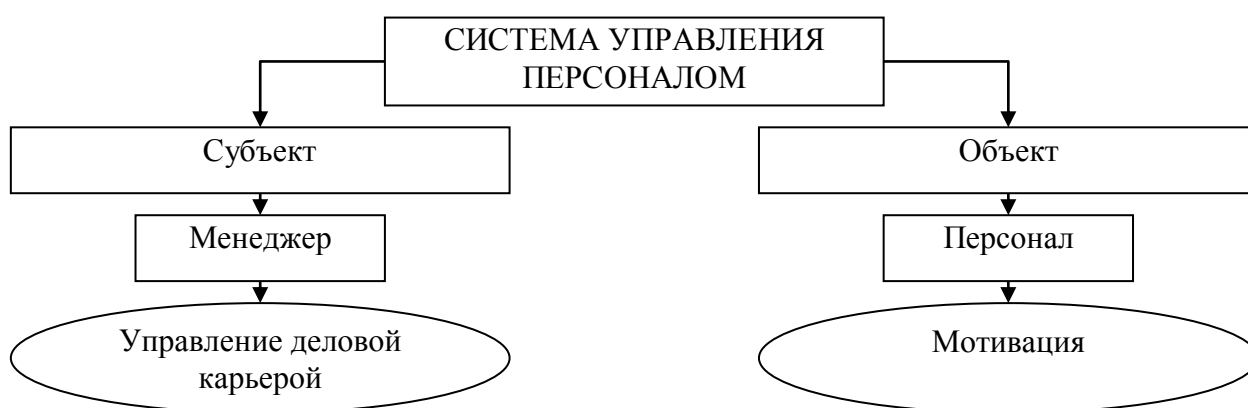 СИСТЕМА УПРАВЛЕНИЯ
ПЕРСОНАЛОМ
Субъект
Объект
Менеджер
Персонал
Управление деловой
карьерой
Мотивация